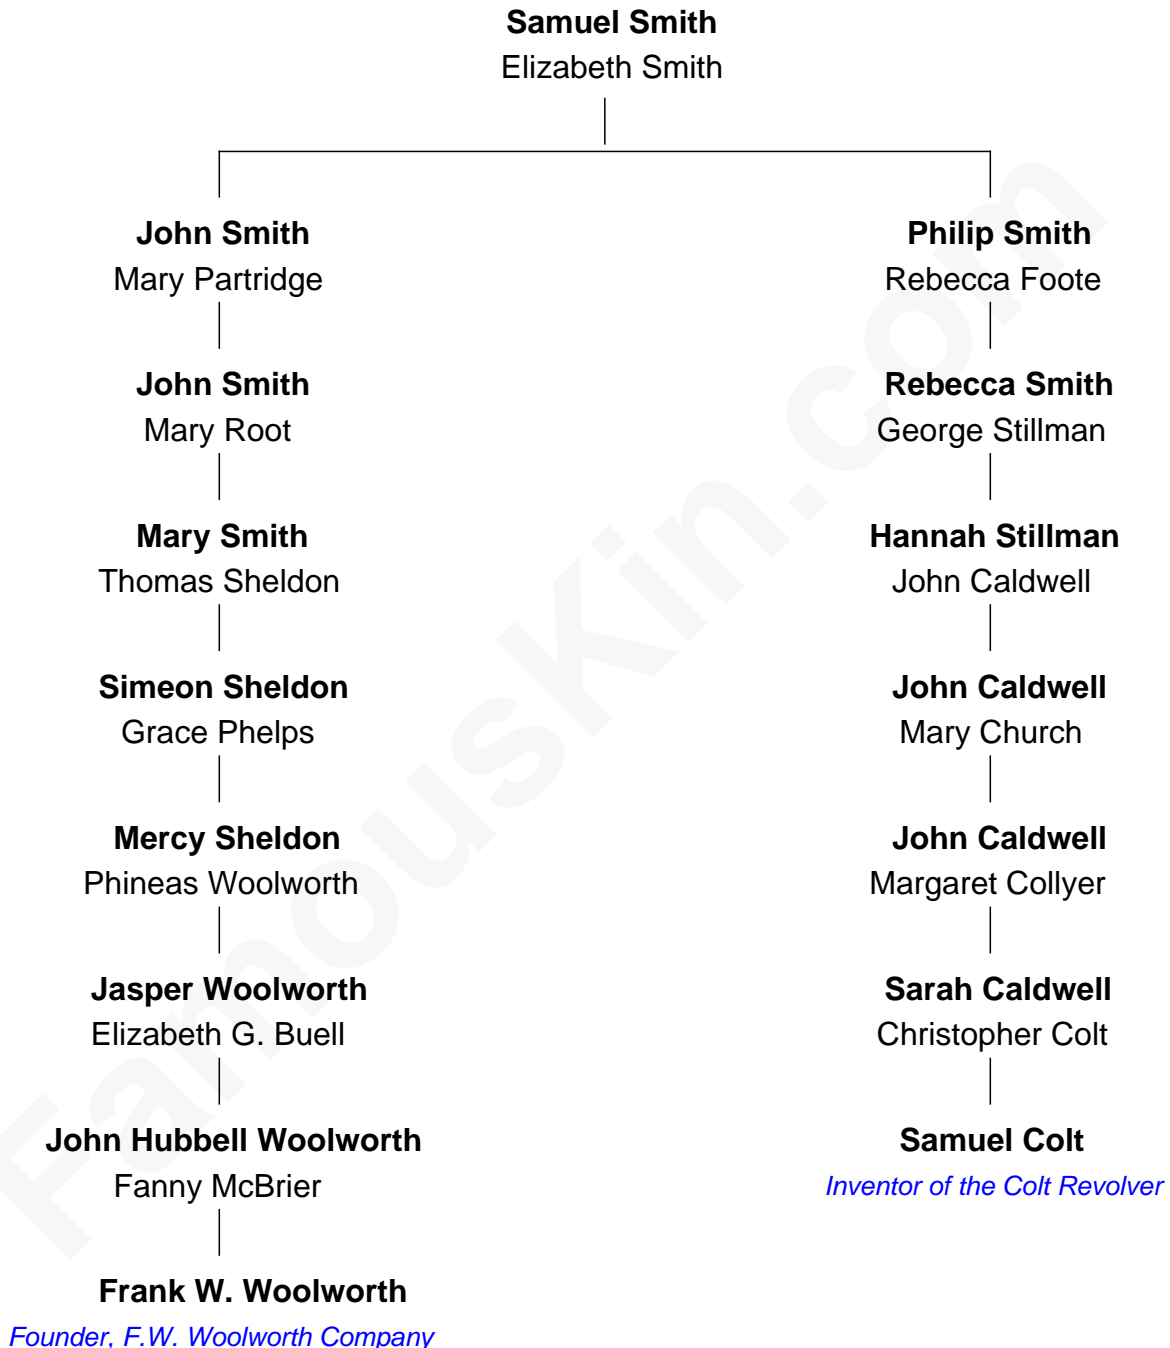 Samuel Smith
Elizabeth Smith
John Smith
Mary Partridge
Philip Smith
Rebecca Foote
John Smith
Mary Root
Rebecca Smith
George Stillman
Mary Smith
Thomas Sheldon
Hannah Stillman
John Caldwell
Simeon Sheldon
Grace Phelps
John Caldwell
Mary Church
Mercy Sheldon
Phineas Woolworth
John Caldwell
Margaret Collyer
Jasper Woolworth
Elizabeth G. Buell
Sarah Caldwell
Christopher Colt
John Hubbell Woolworth
Fanny McBrier
Samuel Colt
Inventor of the Colt Revolver
Frank W. Woolworth
Founder, F.W. Woolworth Company
FamousKin.com